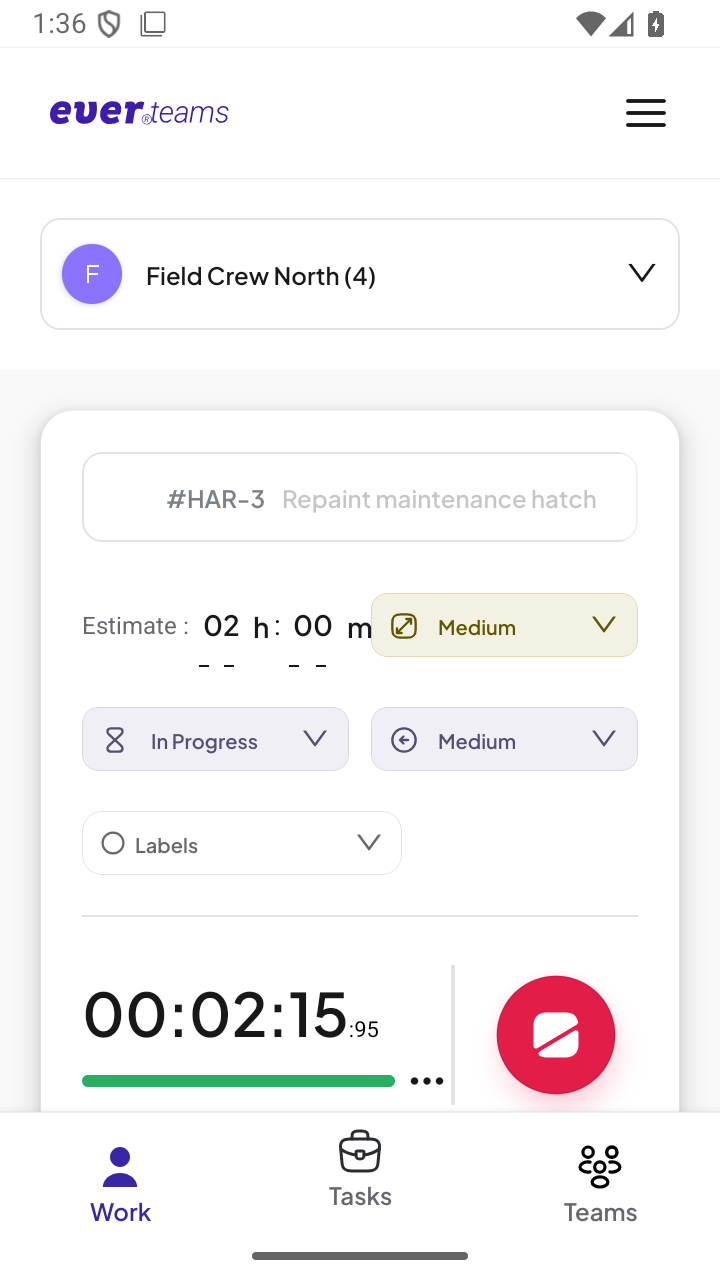 1:36
ever®teams
F Field Crew North (4)
#HAR-3 Repaint maintenance hatch
Estimate : 02 h : 00 m Medium
In Progress Medium
Labels
00:02:15:95
Work Tasks Teams